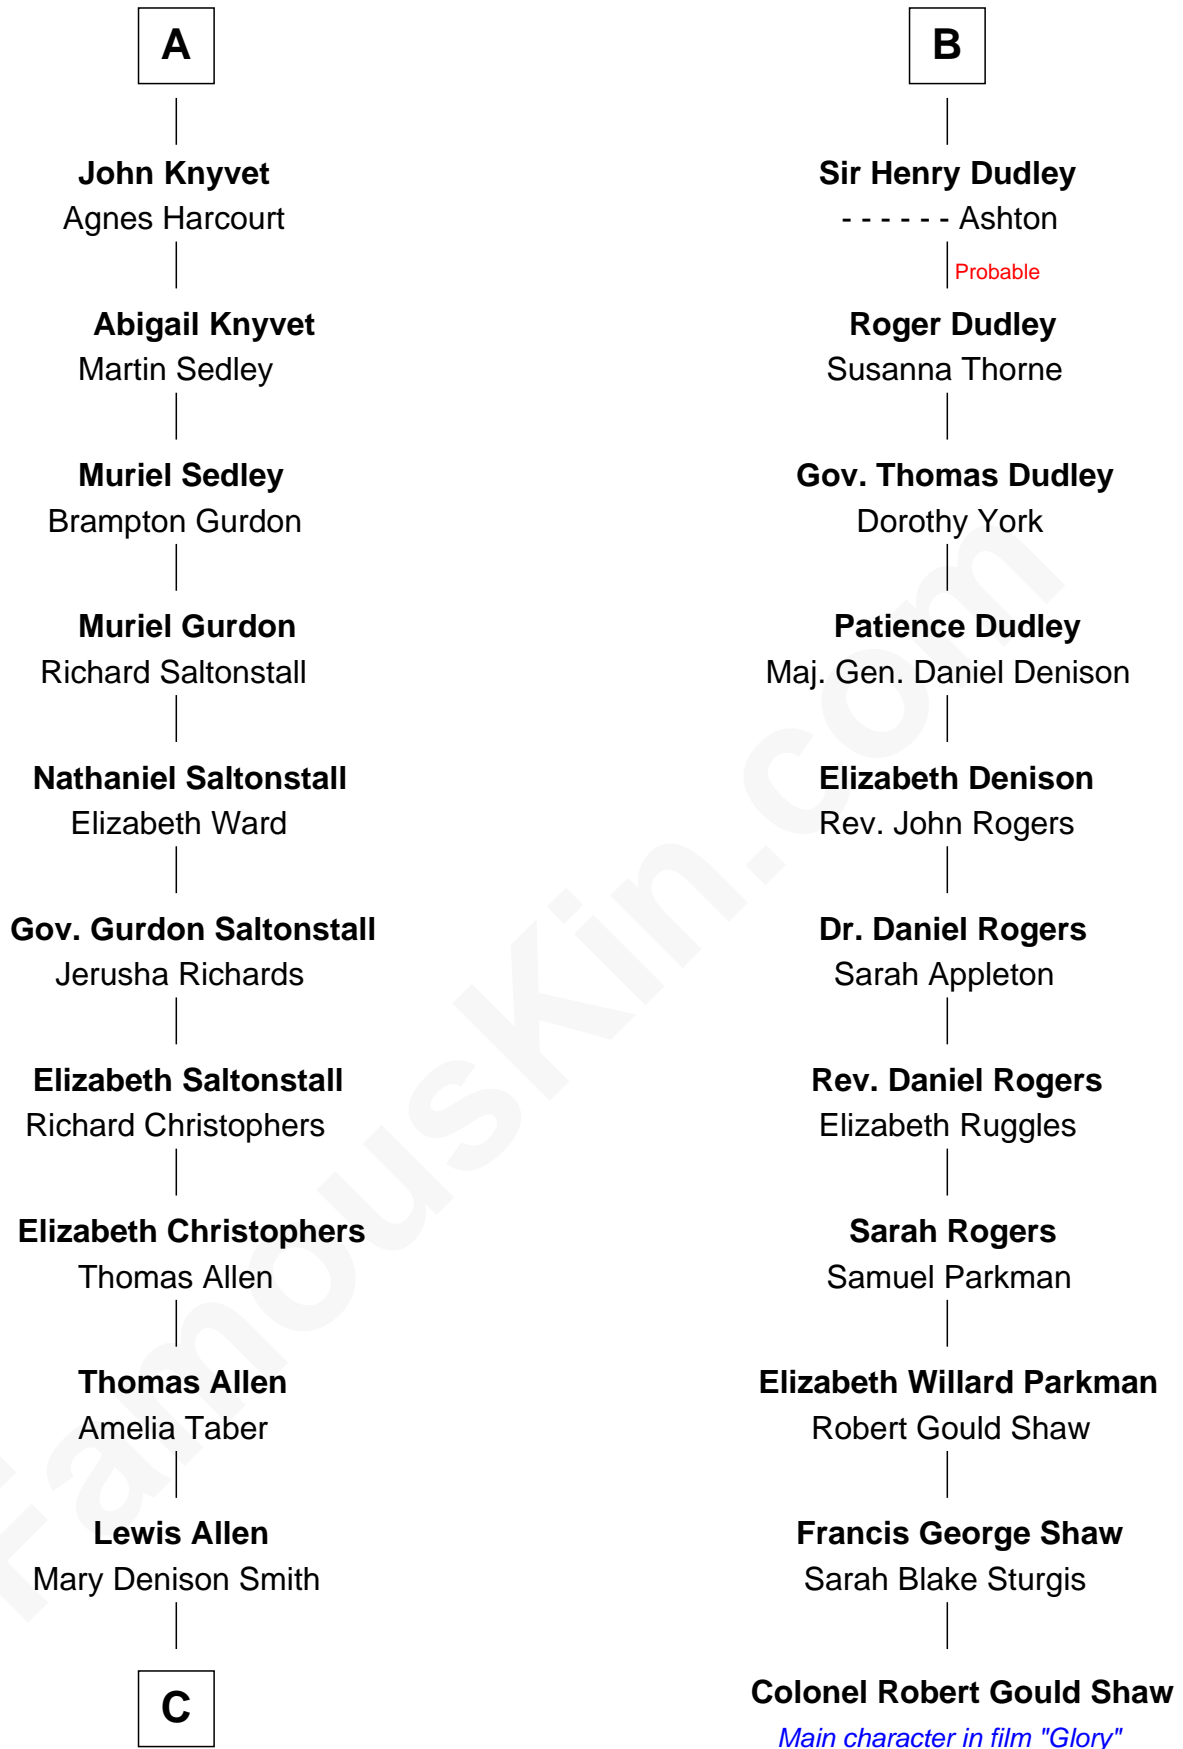 A
John Knyvet
Agnes Harcourt
Abigail Knyvet
Martin Sedley
Muriel Sedley
Brampton Gurdon
Muriel Gurdon
Richard Saltonstall
Nathaniel Saltonstall
Elizabeth Ward
Gov. Gurdon Saltonstall
Jerusha Richards
Elizabeth Saltonstall
Richard Christophers
Elizabeth Christophers
Thomas Allen
Thomas Allen
Amelia Taber
Lewis Allen
Mary Denison Smith
C
B
Sir Henry Dudley
- - - - - - Ashton
Probable
Roger Dudley
Susanna Thorne
Gov. Thomas Dudley
Dorothy York
Patience Dudley
Maj. Gen. Daniel Denison
Elizabeth Denison
Rev. John Rogers
Dr. Daniel Rogers
Sarah Appleton
Rev. Daniel Rogers
Elizabeth Ruggles
Sarah Rogers
Samuel Parkman
Elizabeth Willard Parkman
Robert Gould Shaw
Francis George Shaw
Sarah Blake Sturgis
Colonel Robert Gould Shaw
Main character in film "Glory"
FamousKin.com